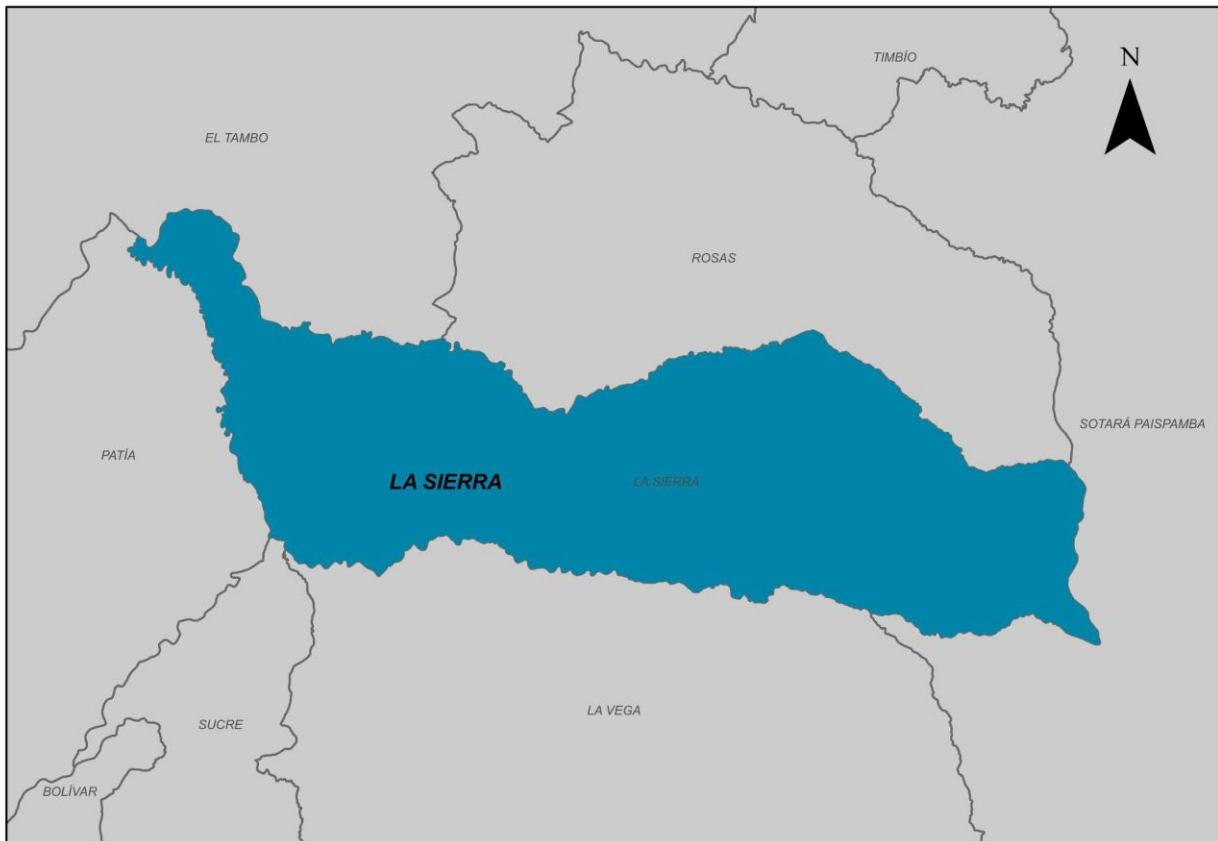 TIMBÍO
N
EL TAMBO
ROSAS
SOTARÁ PAISPAMBA
PATÍA
LA SIERRA
LA SIERRA
LA VEGA
SUCRE
BOLÍVAR